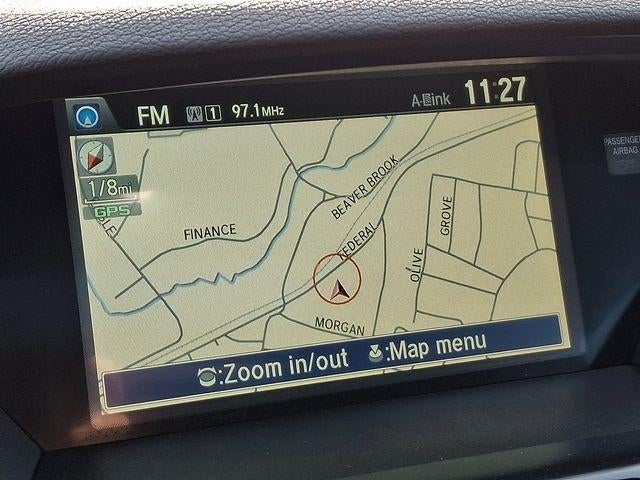 FM 1 97.1MHz A-Link 11:27
1/8mi
GPS
FINANCE
BEAVER BROOK
FEDERAL
GROVE
OLIVE
MORGAN
:Zoom in/out :Map menu
PASSENGER
AIRBAG